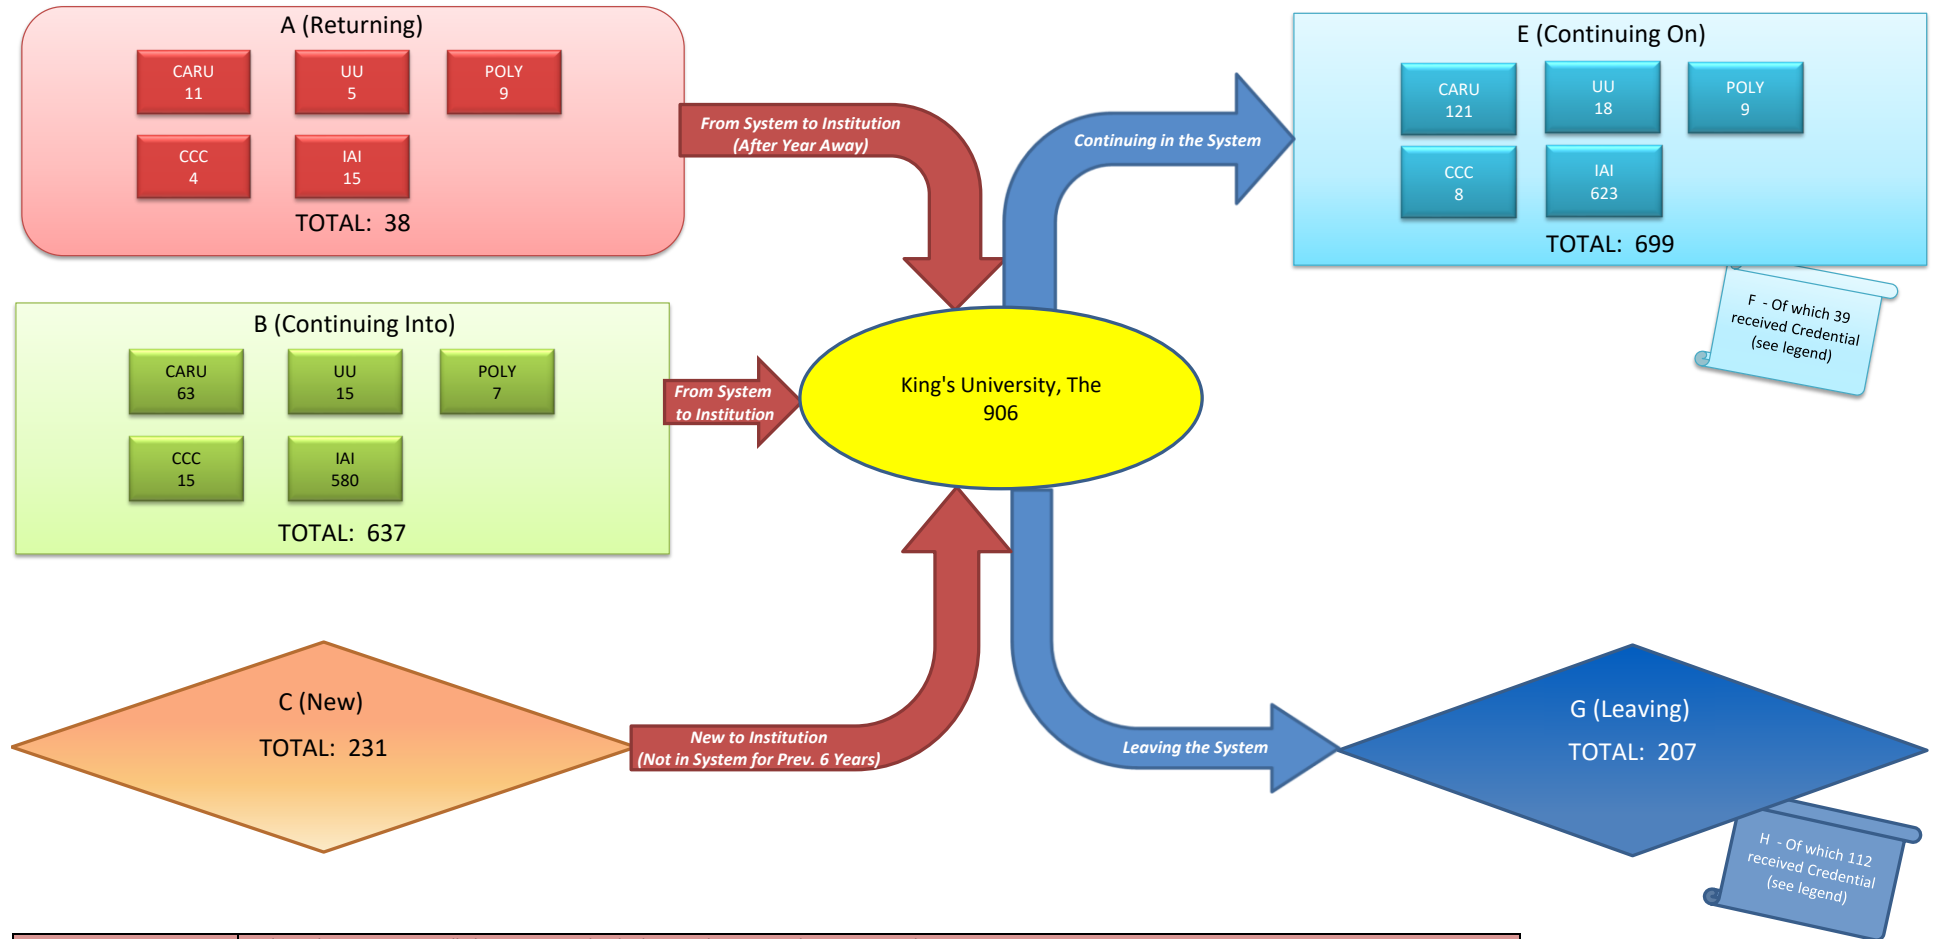 A (Returning)
CARU
11
UU
5
POLY
9
CCC
4
IAI
15
TOTAL: 38
From System to Institution
(After Year Away)
B (Continuing Into)
CARU
63
UU
15
POLY
7
CCC
15
IAI
580
TOTAL: 637
From System
to Institution
C (New)
TOTAL: 231
New to Institution
(Not in System for Prev. 6 Years)
King's University, The
906
Continuing in the System
E (Continuing On)
CARU
121
UU
18
POLY
9
CCC
8
IAI
623
TOTAL: 699
F - Of which 39
received Credential
(see legend)
Leaving the System
G (Leaving)
TOTAL: 207
H - Of which 112
received Credential
(see legend)